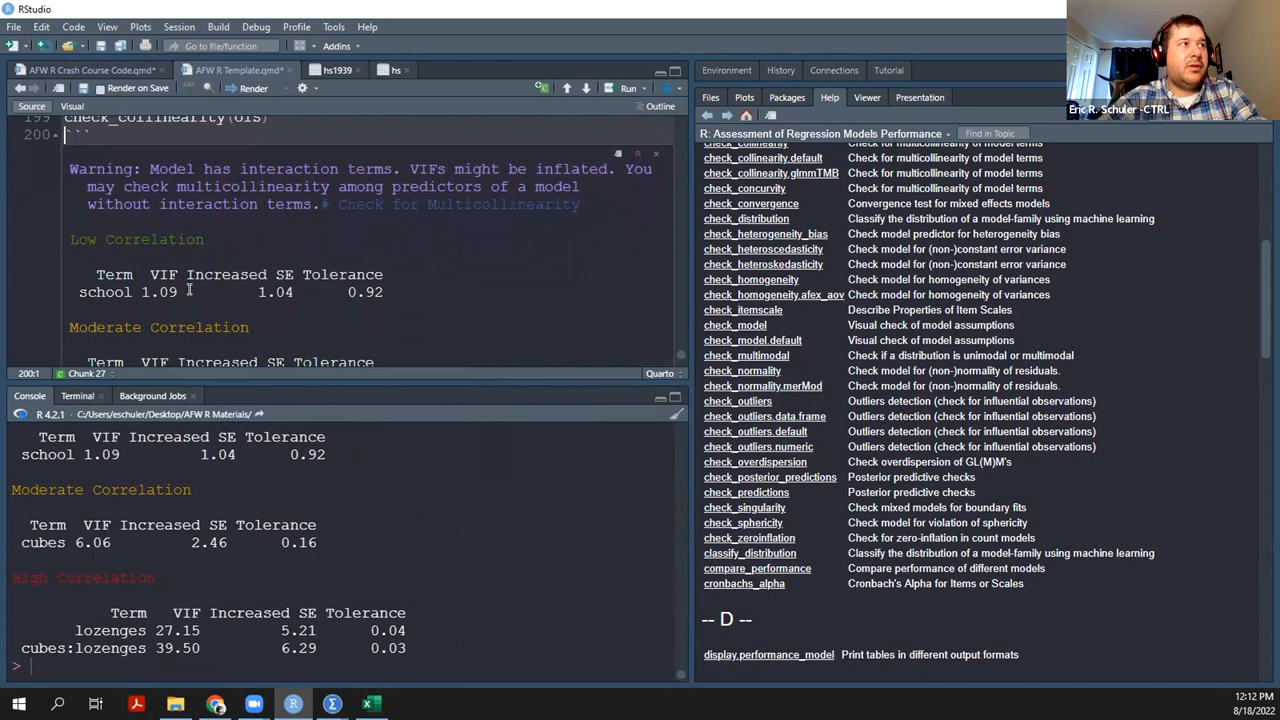 RStudio
File Edit Code View Plots Session Build Debug Profile Tools Help
Go to file/function Addins
AFW R Crash Course Code.qmd* AFW R Template.qmd* hs1939 hs
Render on Save Render Run
Source Visual Outline
199 check_collinearity(ols)
200 ```
Warning: Model has interaction terms. VIFs might be inflated. You
may check multicollinearity among predictors of a model
without interaction terms.# Check for Multicollinearity
Low Correlation
Term VIF Increased SE Tolerance
school 1.09 1.04 0.92
Moderate Correlation
Term VIF Increased SE Tolerance
200:1 Chunk 27 Quarto
Console Terminal Background Jobs
R 4.2.1 · C:/Users/eschuler/Desktop/AFW R Materials/
Term VIF Increased SE Tolerance
school 1.09 1.04 0.92
Moderate Correlation
Term VIF Increased SE Tolerance
cubes 6.06 2.46 0.16
High Correlation
Term VIF Increased SE Tolerance
lozenges 27.15 5.21 0.04
cubes:lozenges 39.50 6.29 0.03
>
Environment History Connections Tutorial
Files Plots Packages Help Viewer Presentation
Eric R. Schuler -CTRL
R: Assessment of Regression Models Performance Find in Topic
check_collinearity Check for multicollinearity of model terms
check_collinearity.default Check for multicollinearity of model terms
check_collinearity.glmmTMB Check for multicollinearity of model terms
check_concurvity Check for multicollinearity of model terms
check_convergence Convergence test for mixed effects models
check_distribution Classify the distribution of a model-family using machine learning
check_heterogeneity_bias Check model predictor for heterogeneity bias
check_heteroscedasticity Check model for (non-)constant error variance
check_heteroskedasticity Check model for (non-)constant error variance
check_homogeneity Check model for homogeneity of variances
check_homogeneity.afex_aov Check model for homogeneity of variances
check_itemscale Describe Properties of Item Scales
check_model Visual check of model assumptions
check_model.default Visual check of model assumptions
check_multimodal Check if a distribution is unimodal or multimodal
check_normality Check model for (non-)normality of residuals.
check_normality.merMod Check model for (non-)normality of residuals.
check_outliers Outliers detection (check for influential observations)
check_outliers.data.frame Outliers detection (check for influential observations)
check_outliers.default Outliers detection (check for influential observations)
check_outliers.numeric Outliers detection (check for influential observations)
check_overdispersion Check overdispersion of GL(M)M's
check_posterior_predictions Posterior predictive checks
check_predictions Posterior predictive checks
check_singularity Check mixed models for boundary fits
check_sphericity Check model for violation of sphericity
check_zeroinflation Check for zero-inflation in count models
classify_distribution Classify the distribution of a model-family using machine learning
compare_performance Compare performance of different models
cronbachs_alpha Cronbach's Alpha for Items or Scales
-- D --
display.performance_model Print tables in different output formats
12:12 PM
8/18/2022